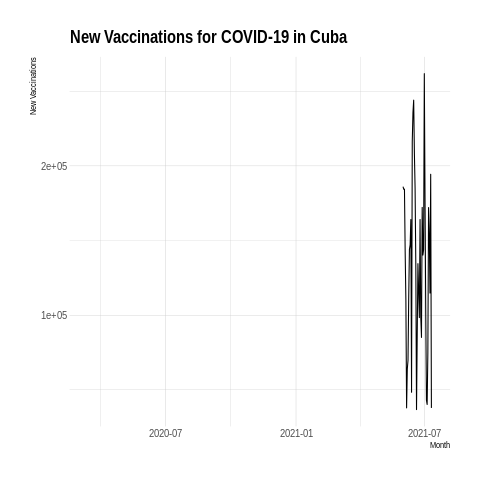 New Vaccinations for COVID-19 in Cuba
New Vaccinations
2e+05
1e+05
2020-07
2021-01
2021-07
Month